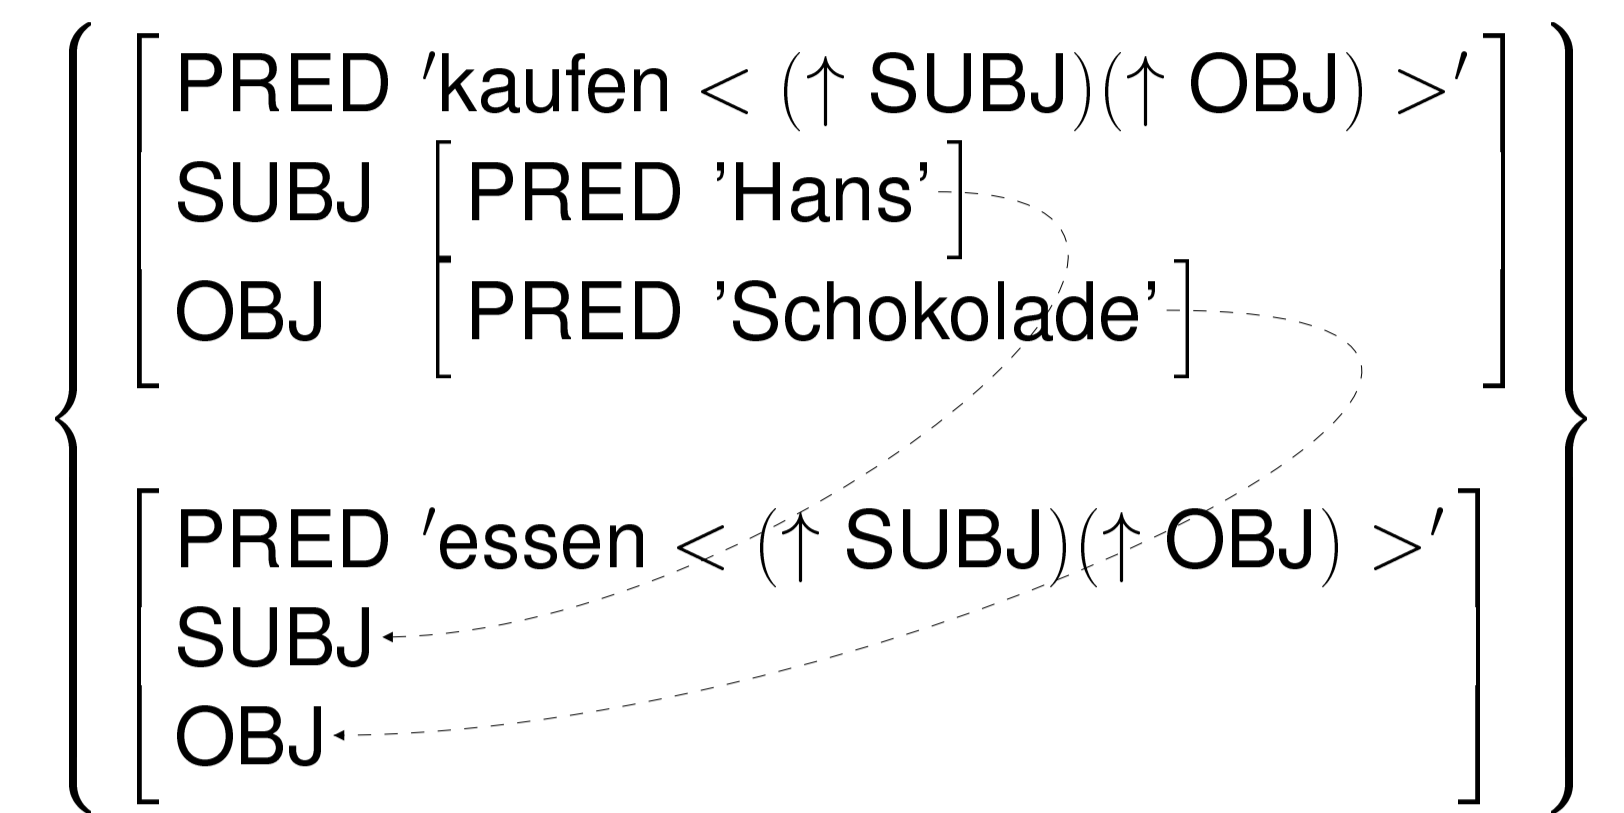 PRED ′kaufen < (↑ SUBJ)(↑ OBJ) >′
SUBJ [ PRED ’Hans’ ]
OBJ [ PRED ’Schokolade’ ]
PRED ′essen < (↑ SUBJ)(↑ OBJ) >′
SUBJ
OBJ